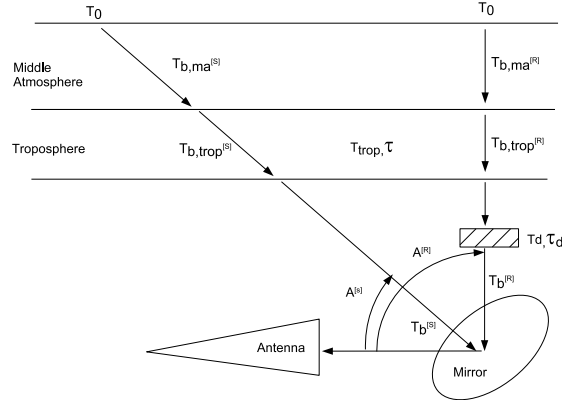 T0 T0
Middle
Atmosphere
Tb,ma[S] Tb,ma[R]
Troposphere
Tb,trop[S] Ttrop,τ Tb,trop[R]
Td,τd
A[R]
A[s]
Tb[R]
Tb[S]
Antenna
Mirror